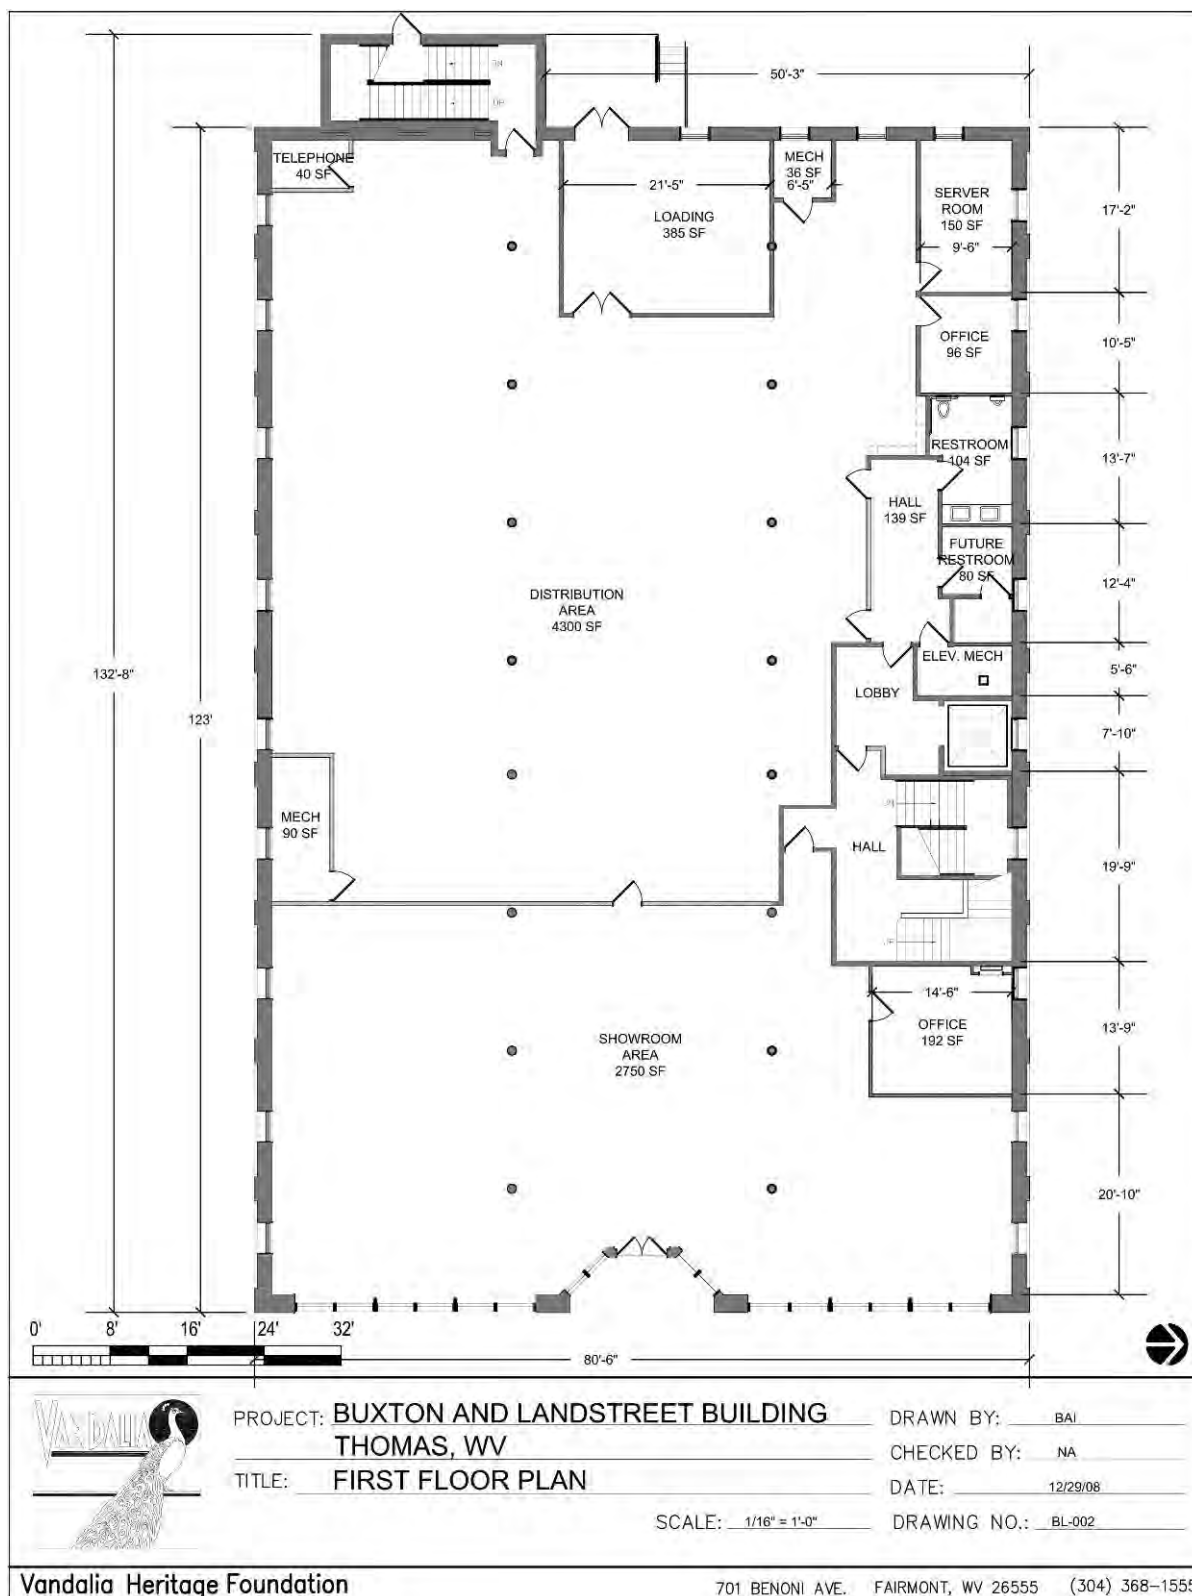 50'-3"
DN
UP
TELEPHONE
40 SF
MECH
36 SF
6'-5"
21'-5"
LOADING
385 SF
SERVER
ROOM
150 SF
9'-6"
17'-2"
OFFICE
96 SF
10'-5"
RESTROOM
104 SF
13'-7"
HALL
139 SF
FUTURE
RESTROOM
80 SF
12'-4"
DISTRIBUTION
AREA
4300 SF
ELEV. MECH
5'-6"
132'-8"
LOBBY
123'
7'-10"
MECH
90 SF
HALL
19'-9"
14'-6"
OFFICE
192 SF
13'-9"
SHOWROOM
AREA
2750 SF
20'-10"
0' 8' 16' 24' 32'
80'-6"
VANDALIA
PROJECT: BUXTON AND LANDSTREET BUILDING
THOMAS, WV
TITLE: FIRST FLOOR PLAN
SCALE: 1/16" = 1'-0"
DRAWN BY: BAI
CHECKED BY: NA
DATE: 12/29/08
DRAWING NO.: BL-002
Vandalia Heritage Foundation
701 BENONI AVE. FAIRMONT, WV 26555 (304) 368-1555